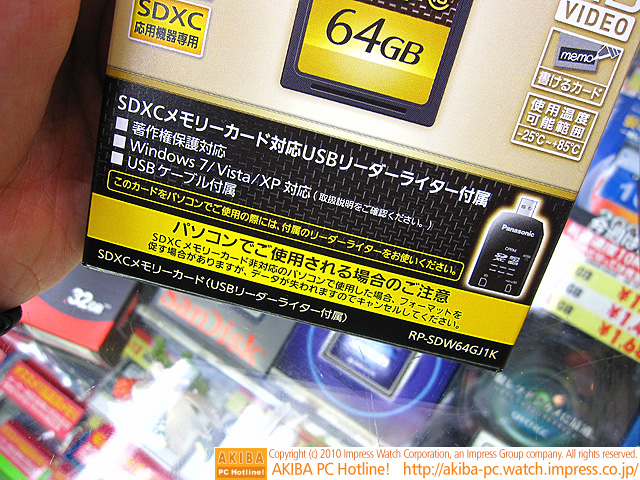 SDXC
応用機器専用
64GB
VIDEO
memo
書けるカード
使用温度
可能範囲
-25℃~+85℃
SDXCメモリーカード対応USBリーダーライター付属
■ 著作権保護対応
■ Windows 7/Vista/XP 対応 (取扱説明をご確認ください。)
■ USBケーブル付属
このカードをパソコンでご使用の際には、付属のリーダーライターをお使いください。
Panasonic
パソコンでご使用される場合のご注意
SDXCメモリーカード非対応のパソコンで使用した場合、フォーマットを
促す場合がありますが、データが失われますのでキャンセルしてください。
SDXCメモリーカード(USBリーダーライター付属)
RP-SDW64GJ1K
32GB
SanDisk
AKIBA
PC Hotline!
Copyright (c) 2010 Impress Watch Corporation, an Impress Group company. All rights reserved.
AKIBA PC Hotline! http://akiba-pc.watch.impress.co.jp/